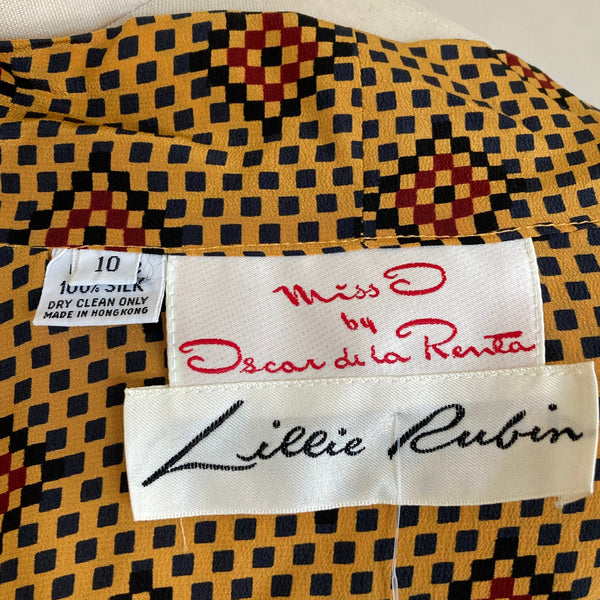 10
100% SILK
DRY CLEAN ONLY
MADE IN HONGKONG
Miss O
by
Oscar de la Renta
Lillie Rubin